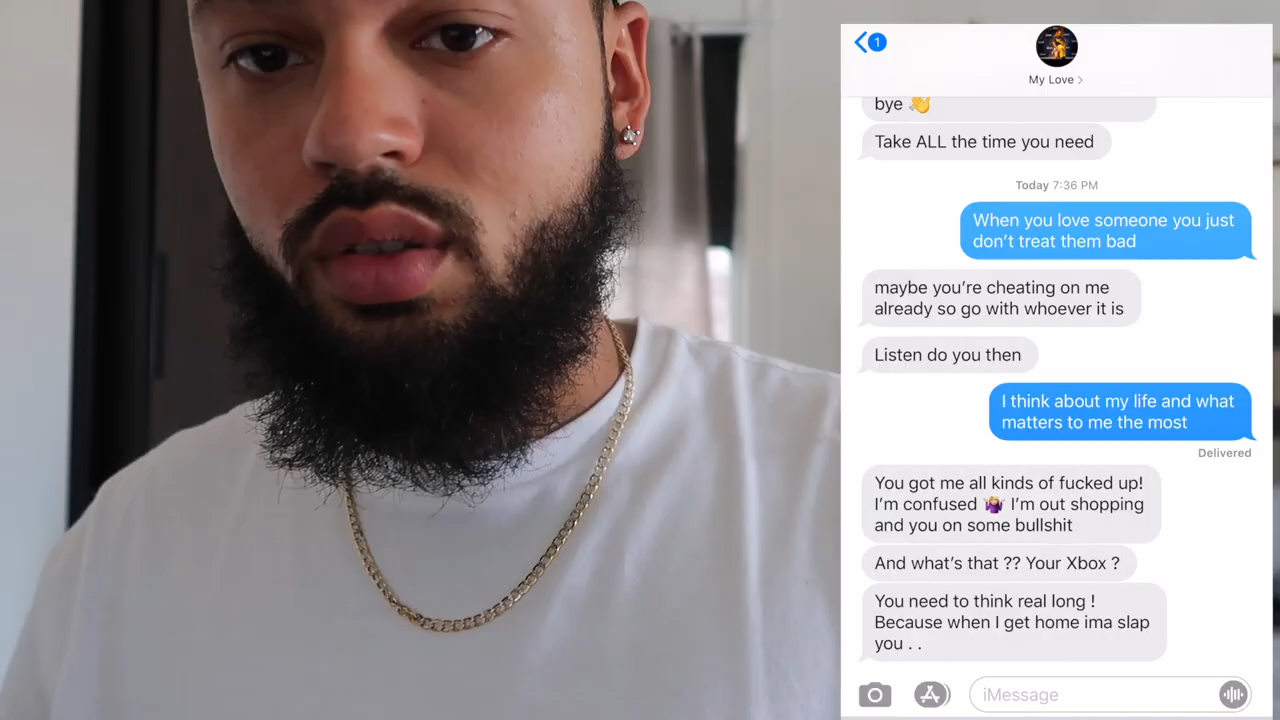 1
My Love >
bye 👋
Take ALL the time you need
Today 7:36 PM
When you love someone you just
don't treat them bad
maybe you're cheating on me
already so go with whoever it is
Listen do you then
I think about my life and what
matters to me the most
Delivered
You got me all kinds of fucked up!
I'm confused 🤷🏽‍♀️ I'm out shopping
and you on some bullshit
And what's that ?? Your Xbox ?
You need to think real long !
Because when I get home ima slap
you . .
iMessage